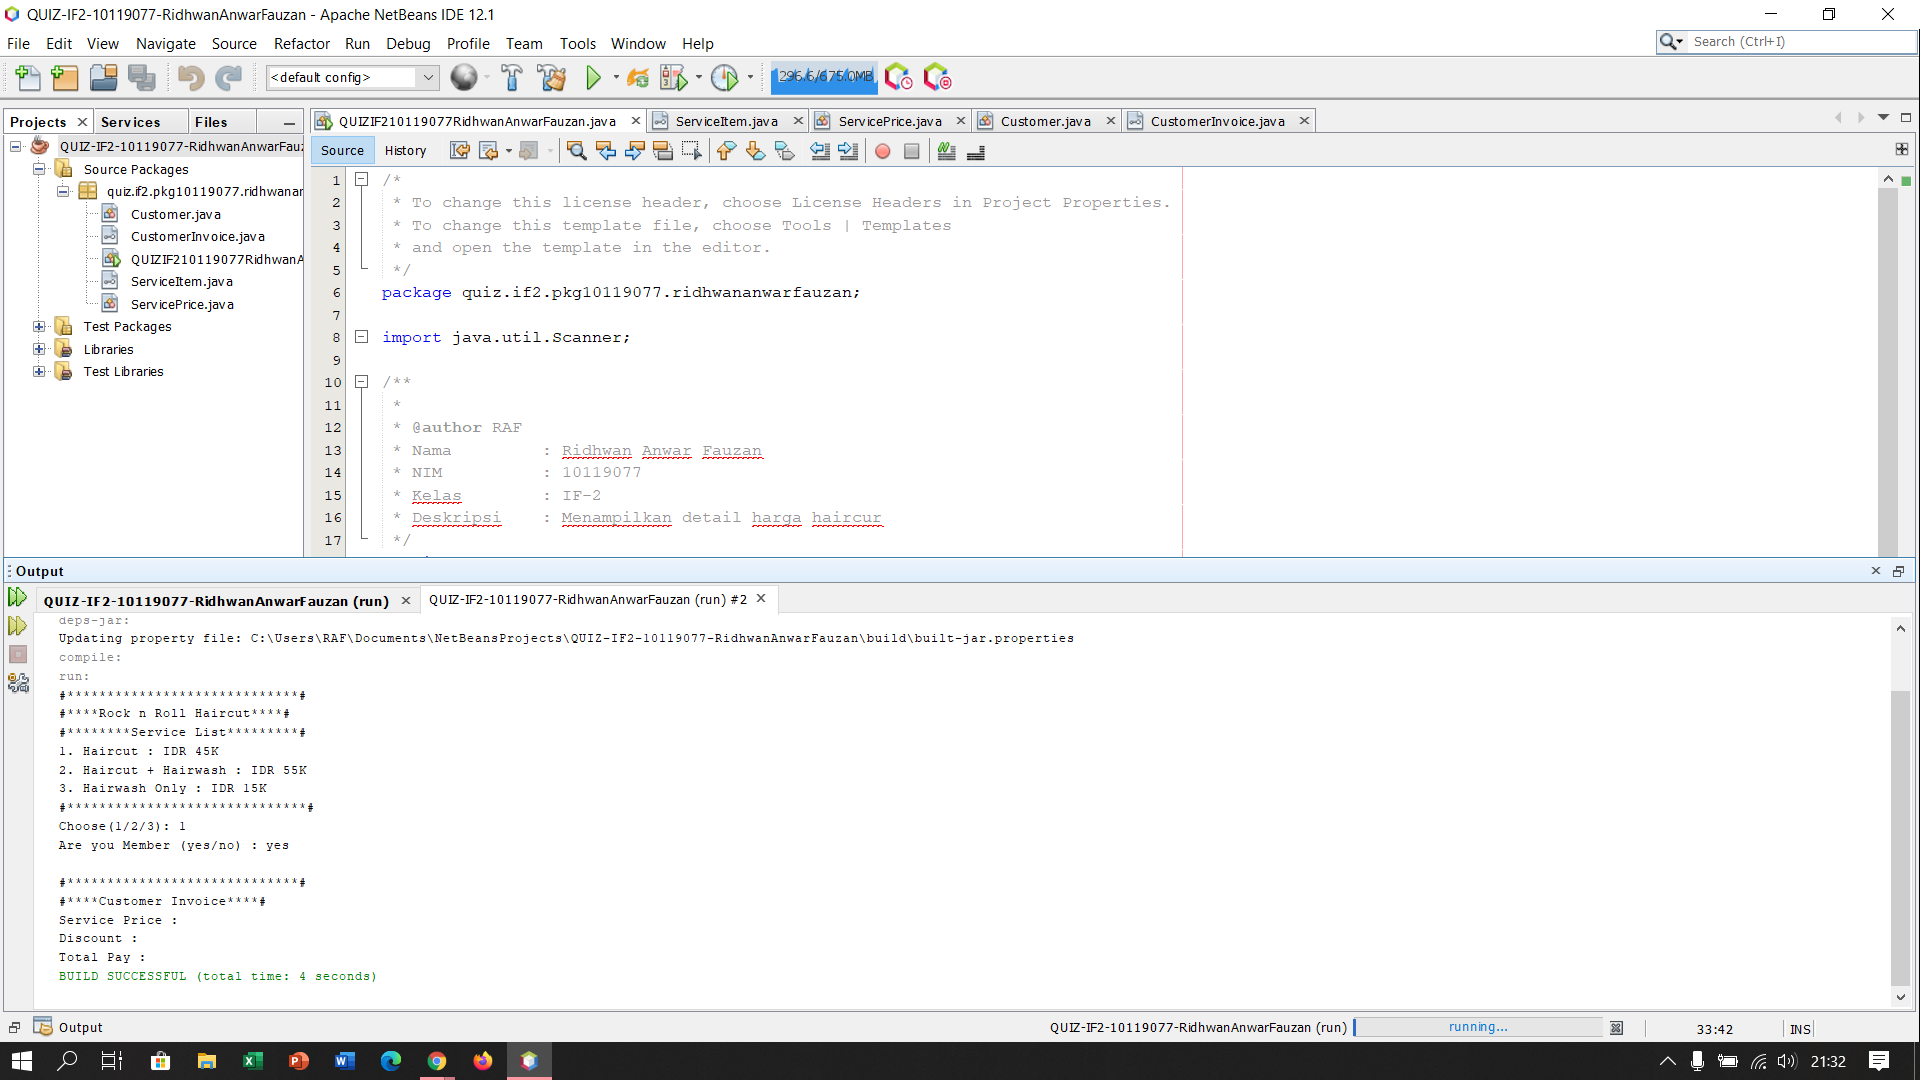 QUIZ-IF2-10119077-RidhwanAnwarFauzan - Apache NetBeans IDE 12.1
File Edit View Navigate Source Refactor Run Debug Profile Team Tools Window Help
Search (Ctrl+I)
<default config>
296.6/675.0MB
Projects Services Files
QUIZIF210119077RidhwanAnwarFauzan.java ServiceItem.java ServicePrice.java Customer.java CustomerInvoice.java
QUIZ-IF2-10119077-RidhwanAnwarFauz
Source Packages
quiz.if2.pkg10119077.ridhwanar
Customer.java
CustomerInvoice.java
QUIZIF210119077RidhwanA
ServiceItem.java
ServicePrice.java
Test Packages
Libraries
Test Libraries
Source History
1 /*
2 * To change this license header, choose License Headers in Project Properties.
3 * To change this template file, choose Tools | Templates
4 * and open the template in the editor.
5 */
6 package quiz.if2.pkg10119077.ridhwananwarfauzan;
7
8 import java.util.Scanner;
9
10 /**
11 *
12 * @author RAF
13 * Nama : Ridhwan Anwar Fauzan
14 * NIM : 10119077
15 * Kelas : IF-2
16 * Deskripsi : Menampilkan detail harga haircur
17 */
Output
QUIZ-IF2-10119077-RidhwanAnwarFauzan (run) QUIZ-IF2-10119077-RidhwanAnwarFauzan (run) #2
deps-jar:
Updating property file: C:\Users\RAF\Documents\NetBeansProjects\QUIZ-IF2-10119077-RidhwanAnwarFauzan\build\built-jar.properties
compile:
run:
#*****************************#
#****Rock n Roll Haircut****#
#********Service List*********#
1. Haircut : IDR 45K
2. Haircut + Hairwash : IDR 55K
3. Hairwash Only : IDR 15K
#******************************#
Choose(1/2/3): 1
Are you Member (yes/no) : yes
#*****************************#
#****Customer Invoice****#
Service Price :
Discount :
Total Pay :
BUILD SUCCESSFUL (total time: 4 seconds)
Output
QUIZ-IF2-10119077-RidhwanAnwarFauzan (run) running... 33:42 INS
21:32